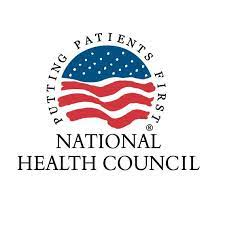 PUTTING PATIENTS FIRST
®
NATIONAL
HEALTH COUNCIL